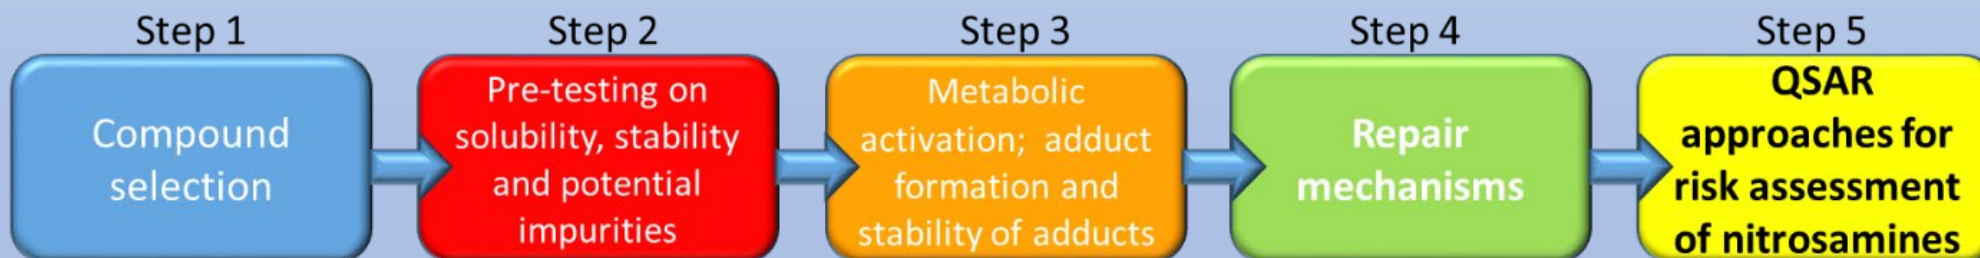 Step 1
Compound
selection
Step 2
Pre-testing on
solubility, stability
and potential
impurities
Step 3
Metabolic
activation;  adduct
formation and
stability of adducts
Step 4
Repair
mechanisms
Step 5
QSAR
approaches for
risk assessment
of nitrosamines